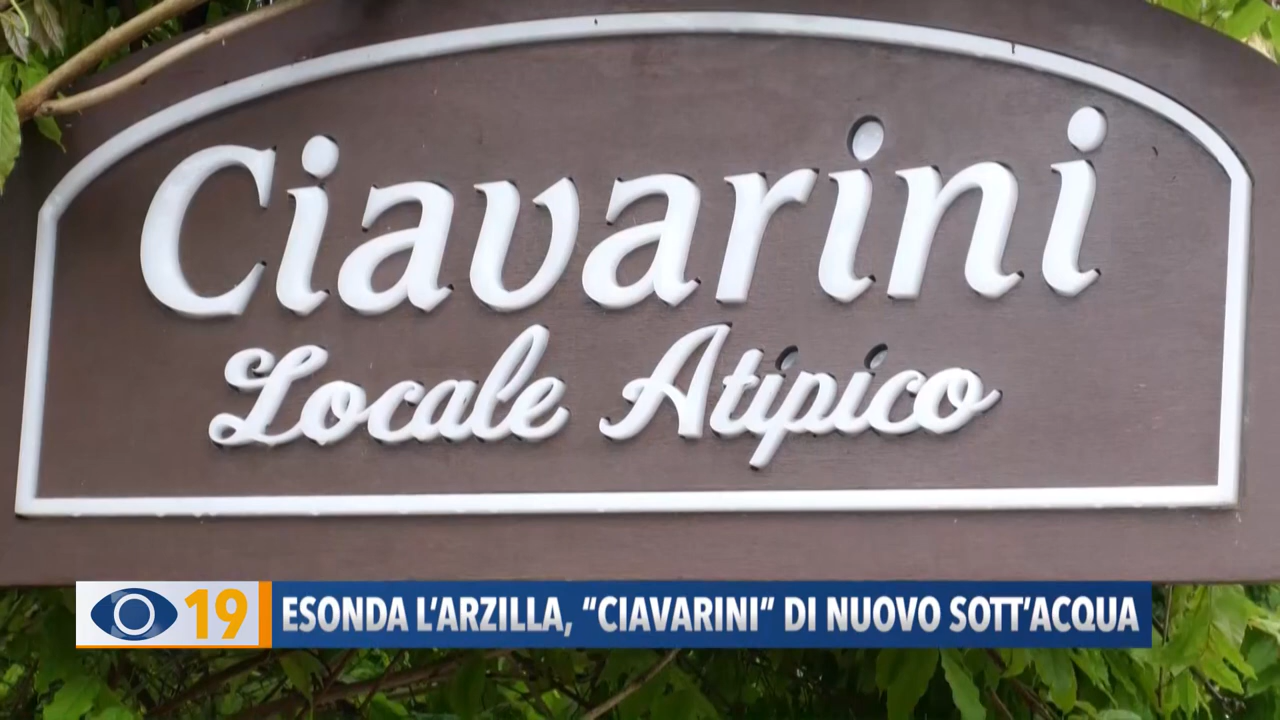 Ciavarini
Locale Atipico
19 ESONDA L'ARZILLA, “CIAVARINI” DI NUOVO SOTT'ACQUA